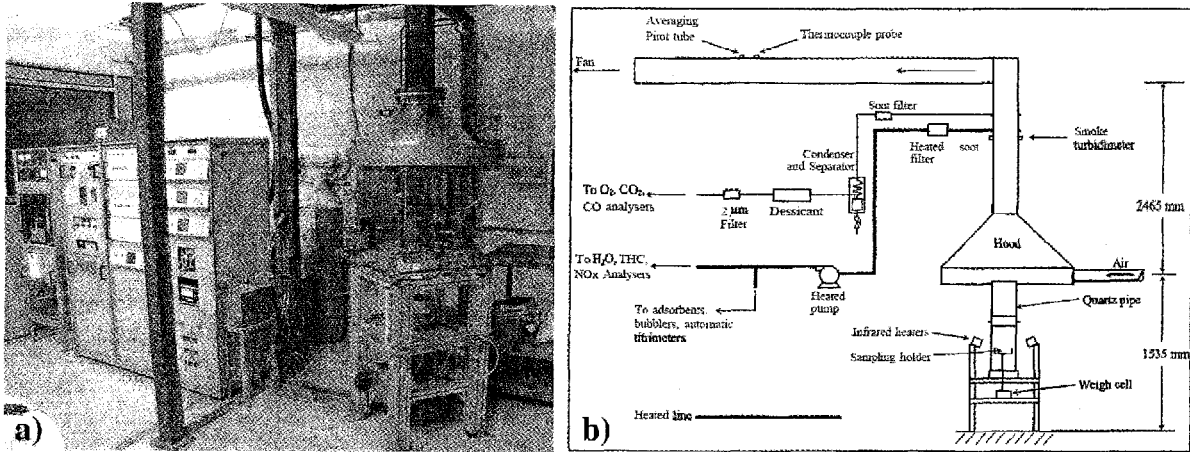 a)
Averaging
Pitot tube
Thermocouple probe
Fan
Soot filter
Heated soot
filter
Smoke
turbidimeter
Condenser
and Separator
To O₂, CO₂,
CO analysers
2 µm
Filter
Dessicant
2465 mm
Hood
To H₂O, THC,
NOx Analysers
Heated
pump
Air
Quartz pipe
To adsorbents,
bubblers, automatic
titrimeters
Infrared heaters
Sampling holder
1535 mm
Weigh cell
Heated line
b)